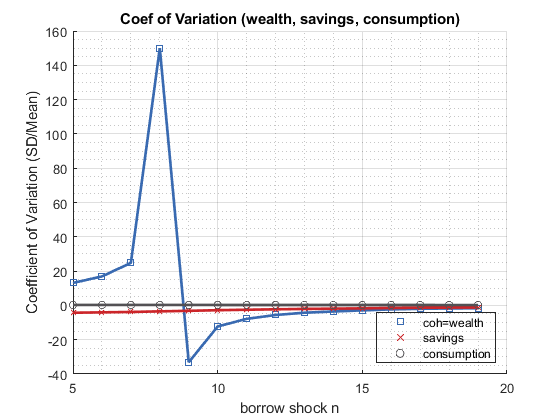 Coef of Variation (wealth, savings, consumption)
Coefficient of Variation (SD/Mean)
160
140
120
100
80
60
40
20
0
-20
-40
5
10
15
20
borrow shock n
coh=wealth
savings
consumption